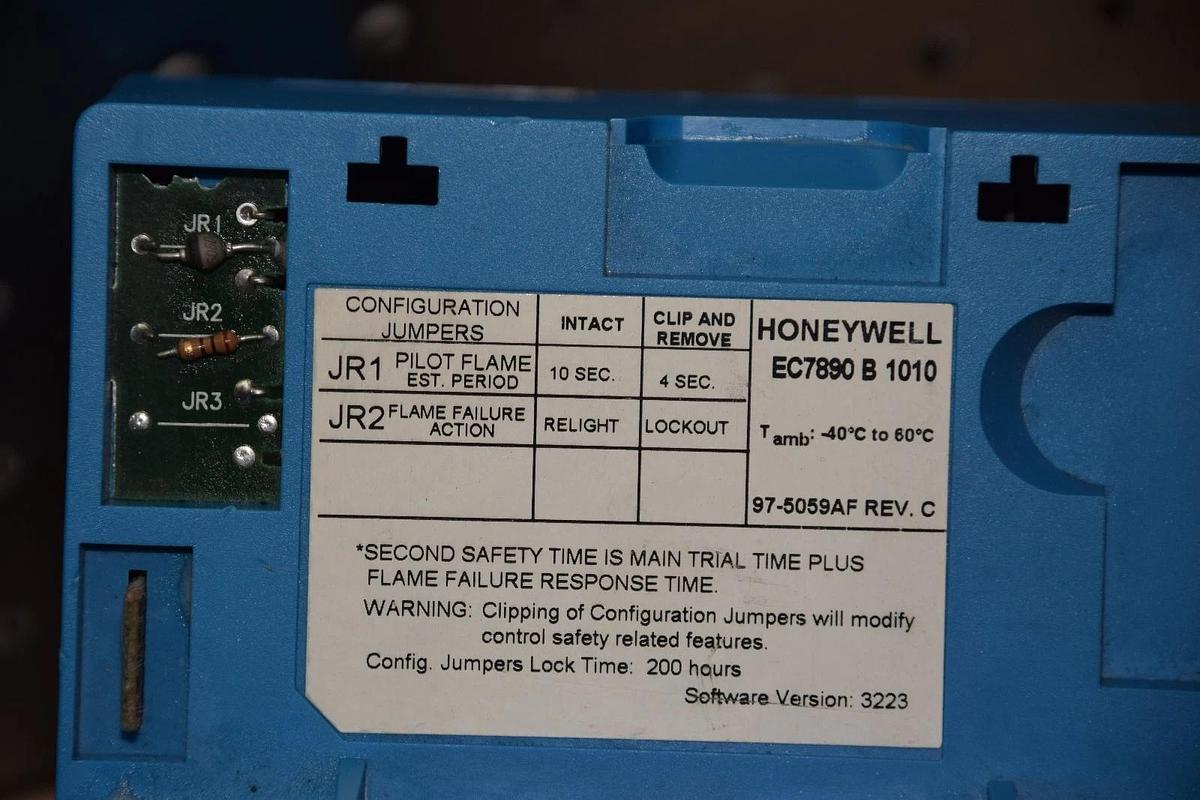 JR1
JR2
JR3
CONFIGURATION JUMPERS INTACT CLIP AND REMOVE
JR1 PILOT FLAME EST. PERIOD 10 SEC. 4 SEC.
JR2 FLAME FAILURE ACTION RELIGHT LOCKOUT
HONEYWELL
EC7890 B 1010
Tamb: -40°C to 60°C
97-5059AF REV. C
*SECOND SAFETY TIME IS MAIN TRIAL TIME PLUS
FLAME FAILURE RESPONSE TIME.
WARNING: Clipping of Configuration Jumpers will modify
control safety related features.
Config. Jumpers Lock Time: 200 hours
Software Version: 3223